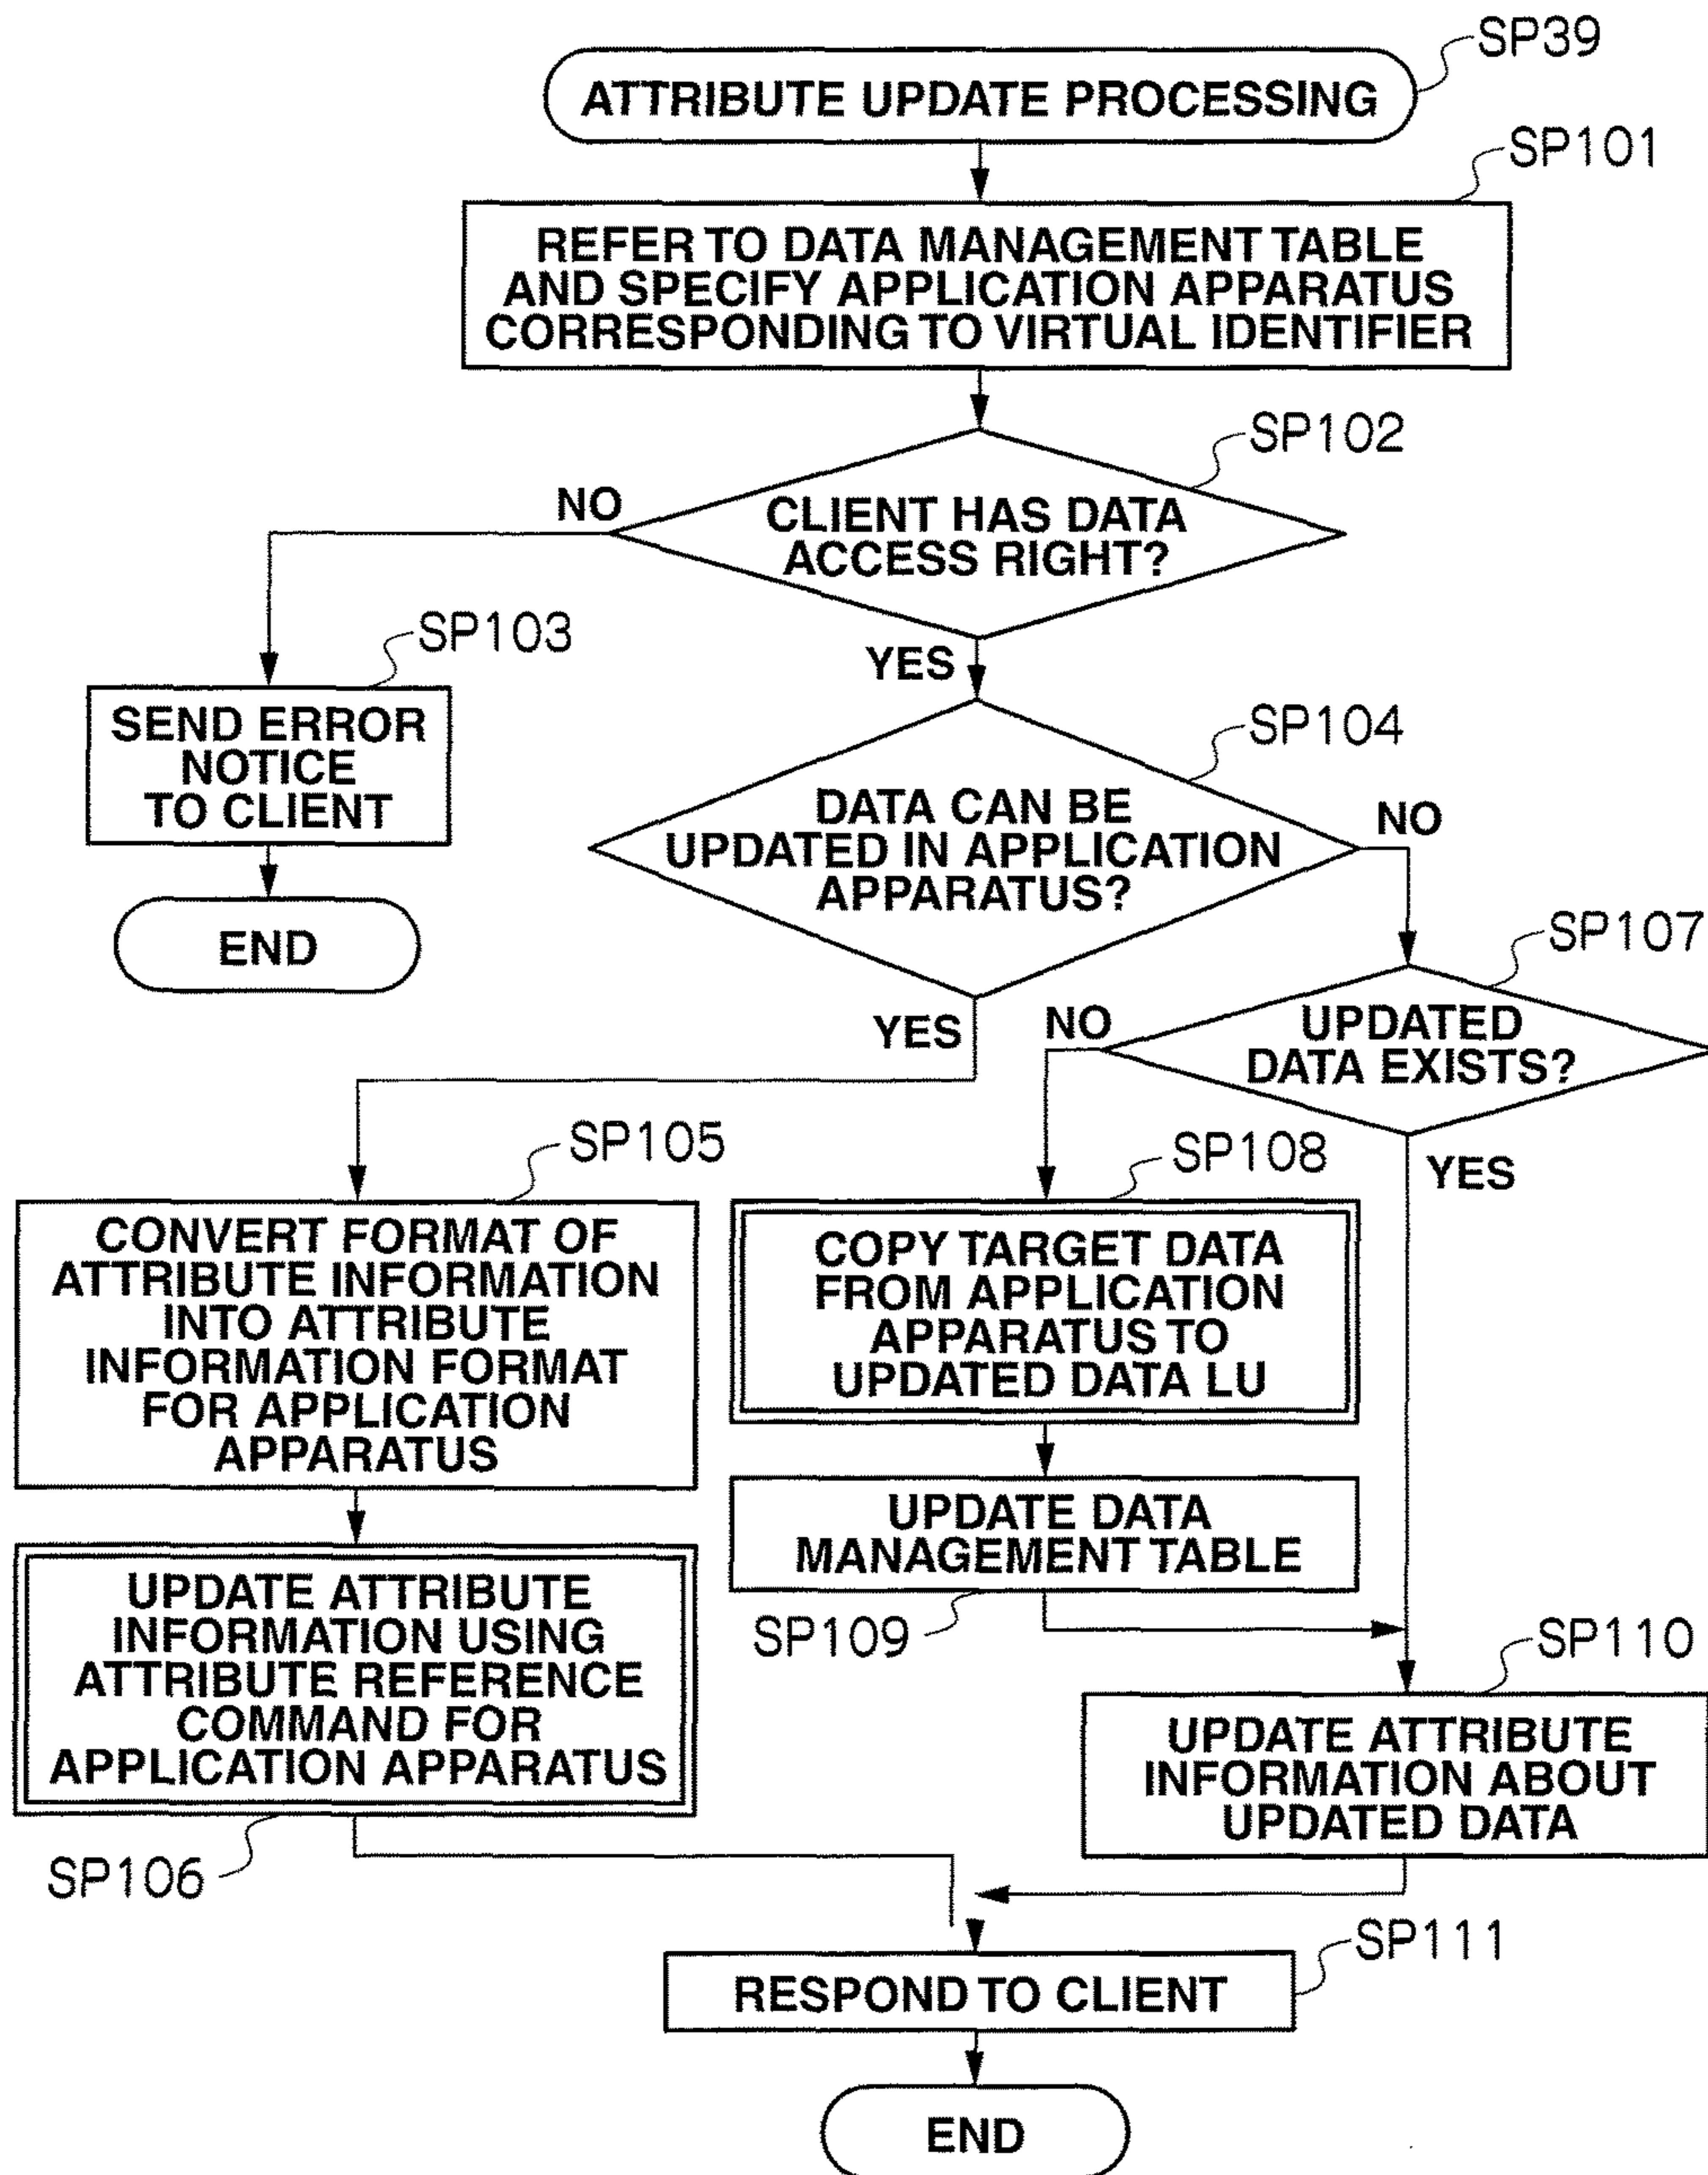 SP39
ATTRIBUTE UPDATE PROCESSING
SP101
REFER TO DATA MANAGEMENT TABLE
AND SPECIFY APPLICATION APPARATUS
CORRESPONDING TO VIRTUAL IDENTIFIER
SP102
NO
CLIENT HAS DATA
ACCESS RIGHT?
SP103
YES
SEND ERROR
NOTICE
TO CLIENT
END
SP104
DATA CAN BE
UPDATED IN APPLICATION
APPARATUS?
NO
YES
SP107
NO
UPDATED
DATA EXISTS?
YES
SP105
CONVERT FORMAT OF
ATTRIBUTE INFORMATION
INTO ATTRIBUTE
INFORMATION FORMAT
FOR APPLICATION
APPARATUS
SP108
COPY TARGET DATA
FROM APPLICATION
APPARATUS TO
UPDATED DATA LU
UPDATE DATA
MANAGEMENT TABLE
SP109
UPDATE ATTRIBUTE
INFORMATION USING
ATTRIBUTE REFERENCE
COMMAND FOR
APPLICATION APPARATUS
SP106
SP110
UPDATE ATTRIBUTE
INFORMATION ABOUT
UPDATED DATA
SP111
RESPOND TO CLIENT
END